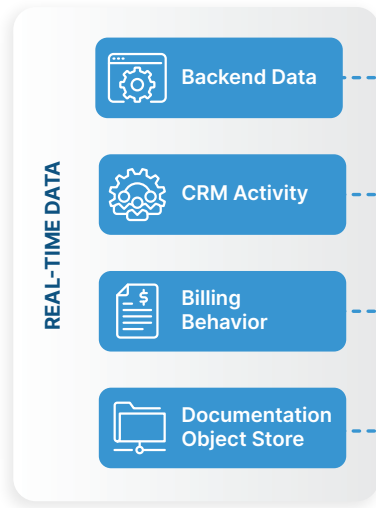 REAL-TIME DATA
Backend Data
CRM Activity
Billing
Behavior
Documentation
Object Store